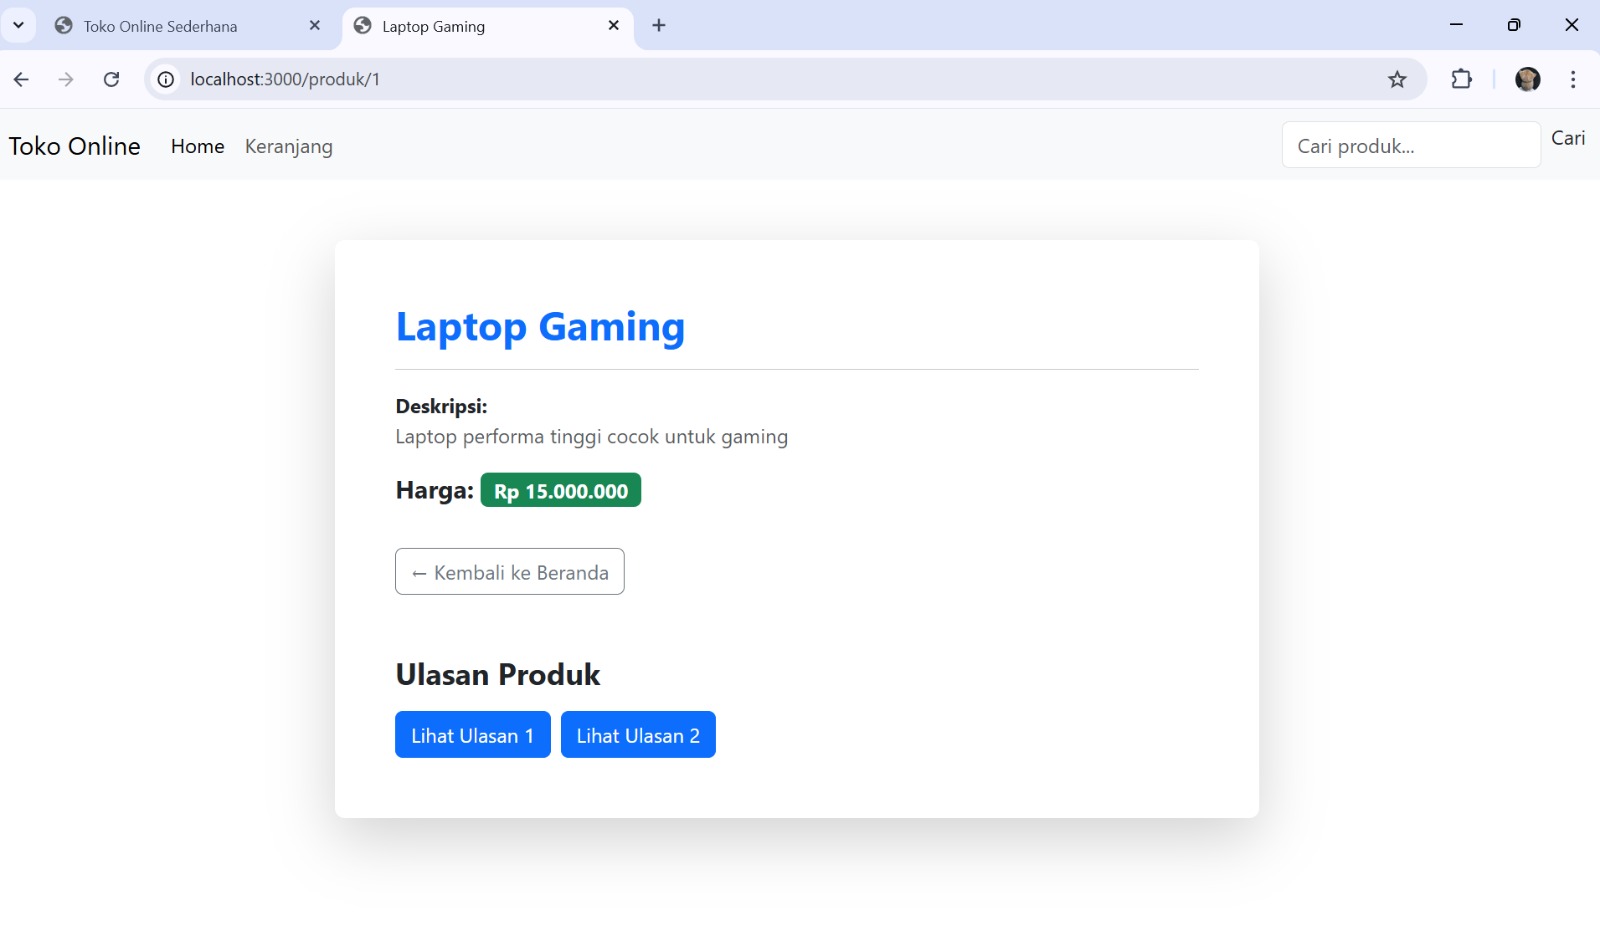 Toko Online Sederhana
Laptop Gaming
localhost:3000/produk/1
Toko Online Home Keranjang Cari produk... Cari
Laptop Gaming
Deskripsi:
Laptop performa tinggi cocok untuk gaming
Harga: Rp 15.000.000
← Kembali ke Beranda
Ulasan Produk
Lihat Ulasan 1 Lihat Ulasan 2